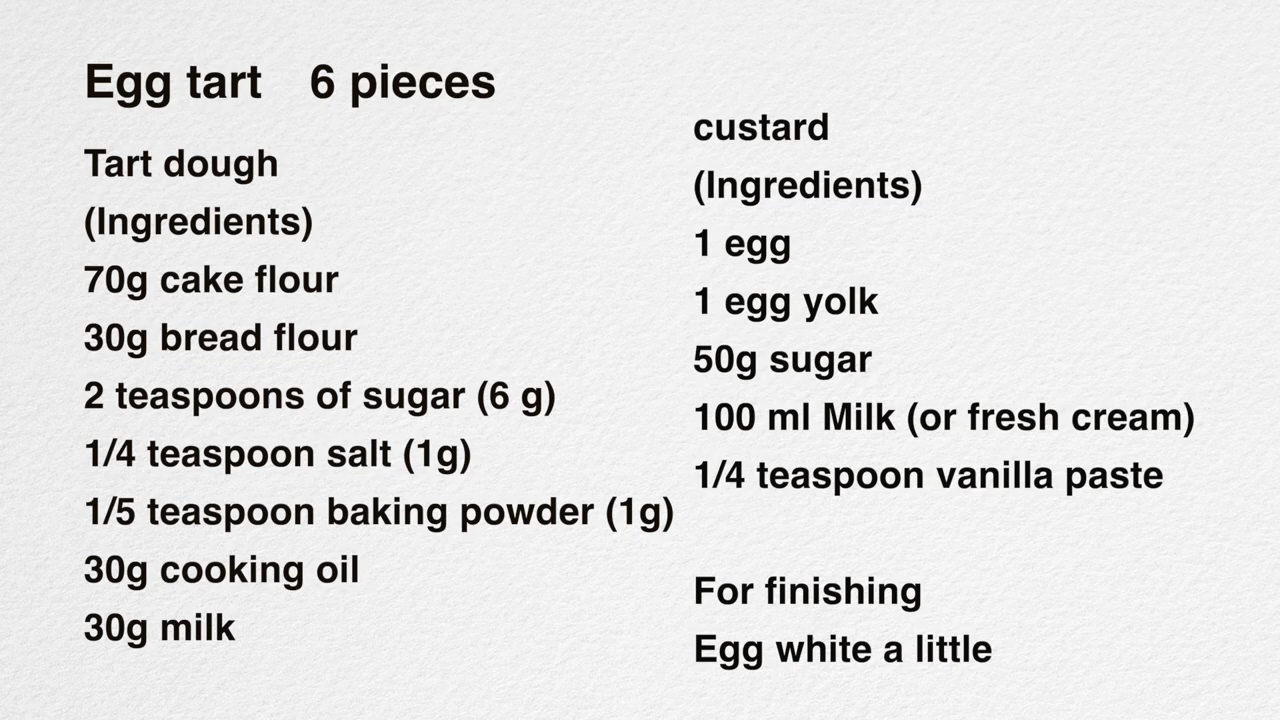 Egg tart 6 pieces
Tart dough
(Ingredients)
70g cake flour
30g bread flour
2 teaspoons of sugar (6 g)
1/4 teaspoon salt (1g)
1/5 teaspoon baking powder (1g)
30g cooking oil
30g milk
custard
(Ingredients)
1 egg
1 egg yolk
50g sugar
100 ml Milk (or fresh cream)
1/4 teaspoon vanilla paste
For finishing
Egg white a little